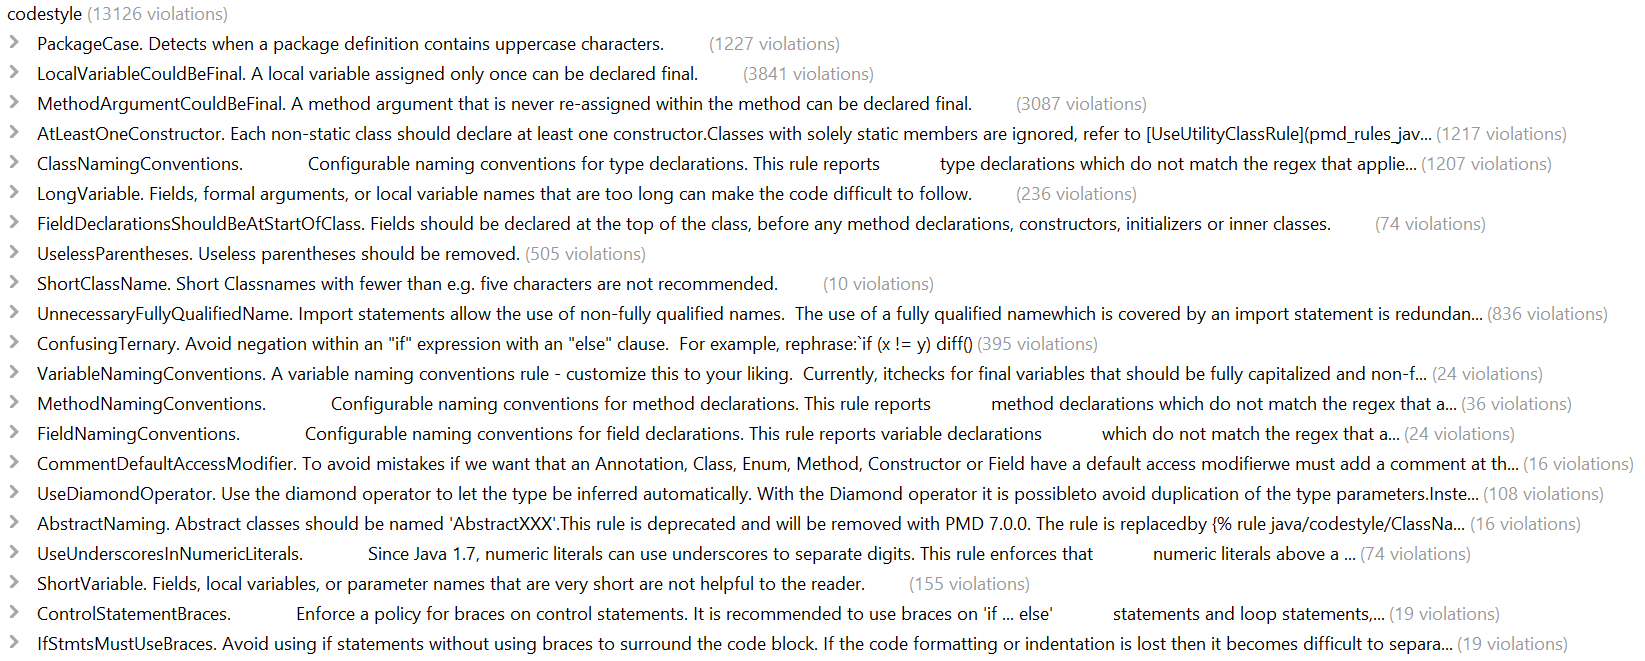 codestyle (13126 violations)
PackageCase. Detects when a package definition contains uppercase characters. (1227 violations)
LocalVariableCouldBeFinal. A local variable assigned only once can be declared final. (3841 violations)
MethodArgumentCouldBeFinal. A method argument that is never re-assigned within the method can be declared final. (3087 violations)
AtLeastOneConstructor. Each non-static class should declare at least one constructor.Classes with solely static members are ignored, refer to [UseUtilityClassRule](pmd_rules_jav... (1217 violations)
ClassNamingConventions. Configurable naming conventions for type declarations. This rule reports type declarations which do not match the regex that applie... (1207 violations)
LongVariable. Fields, formal arguments, or local variable names that are too long can make the code difficult to follow. (236 violations)
FieldDeclarationsShouldBeAtStartOfClass. Fields should be declared at the top of the class, before any method declarations, constructors, initializers or inner classes. (74 violations)
UselessParentheses. Useless parentheses should be removed. (505 violations)
ShortClassName. Short Classnames with fewer than e.g. five characters are not recommended. (10 violations)
UnnecessaryFullyQualifiedName. Import statements allow the use of non-fully qualified names.  The use of a fully qualified namewhich is covered by an import statement is redundan... (836 violations)
ConfusingTernary. Avoid negation within an "if" expression with an "else" clause.  For example, rephrase:`if (x != y) diff() (395 violations)
VariableNamingConventions. A variable naming conventions rule - customize this to your liking.  Currently, itchecks for final variables that should be fully capitalized and non-f... (24 violations)
MethodNamingConventions. Configurable naming conventions for method declarations. This rule reports method declarations which do not match the regex that a... (36 violations)
FieldNamingConventions. Configurable naming conventions for field declarations. This rule reports variable declarations which do not match the regex that a... (24 violations)
CommentDefaultAccessModifier. To avoid mistakes if we want that an Annotation, Class, Enum, Method, Constructor or Field have a default access modifierwe must add a comment at th... (16 violations)
UseDiamondOperator. Use the diamond operator to let the type be inferred automatically. With the Diamond operator it is possibleto avoid duplication of the type parameters.Inste... (108 violations)
AbstractNaming. Abstract classes should be named 'AbstractXXX'.This rule is deprecated and will be removed with PMD 7.0.0. The rule is replacedby {% rule java/codestyle/ClassNa... (16 violations)
UseUnderscoresInNumericLiterals. Since Java 1.7, numeric literals can use underscores to separate digits. This rule enforces that numeric literals above a ... (74 violations)
ShortVariable. Fields, local variables, or parameter names that are very short are not helpful to the reader. (155 violations)
ControlStatementBraces. Enforce a policy for braces on control statements. It is recommended to use braces on 'if ... else' statements and loop statements,... (19 violations)
IfStmtsMustUseBraces. Avoid using if statements without using braces to surround the code block. If the code formatting or indentation is lost then it becomes difficult to separa... (19 violations)